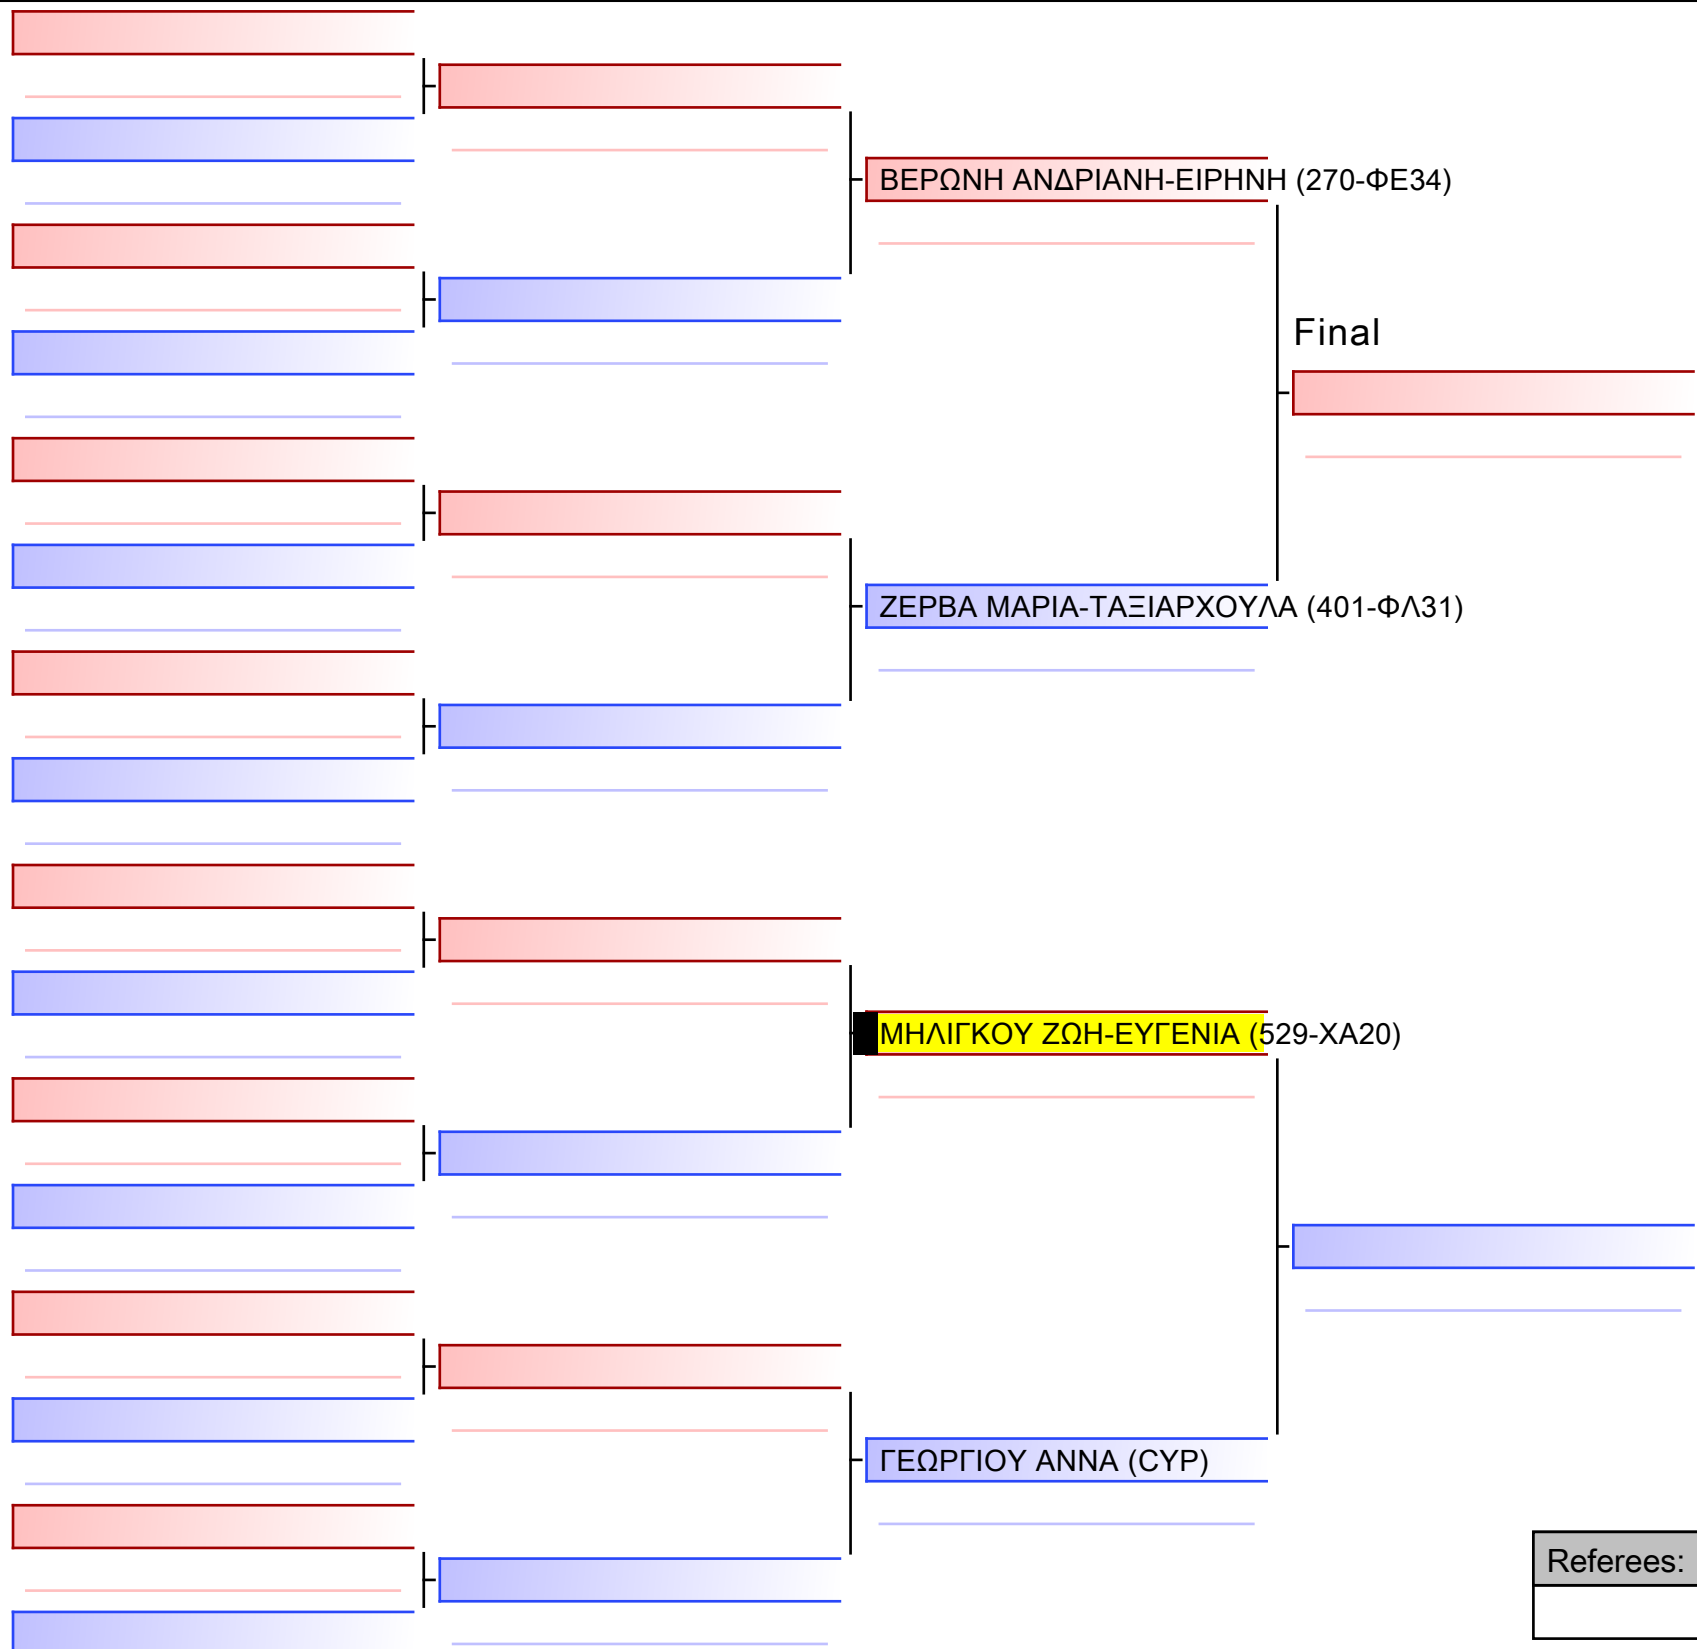 ΒΕΡΩΝΗ ΑΝΔΡΙΑΝΗ-ΕΙΡΗΝΗ (270-ΦΕ34)
Final
ΖΕΡΒΑ ΜΑΡΙΑ-ΤΑΞΙΑΡΧΟΥΛΑ (401-ΦΛ31)
ΜΗΛΙΓΚΟΥ ΖΩΗ-ΕΥΓΕΝΙΑ (529-ΧΑ20)
ΓΕΩΡΓΙΟΥ ΑΝΝΑ (CYP)
Referees: